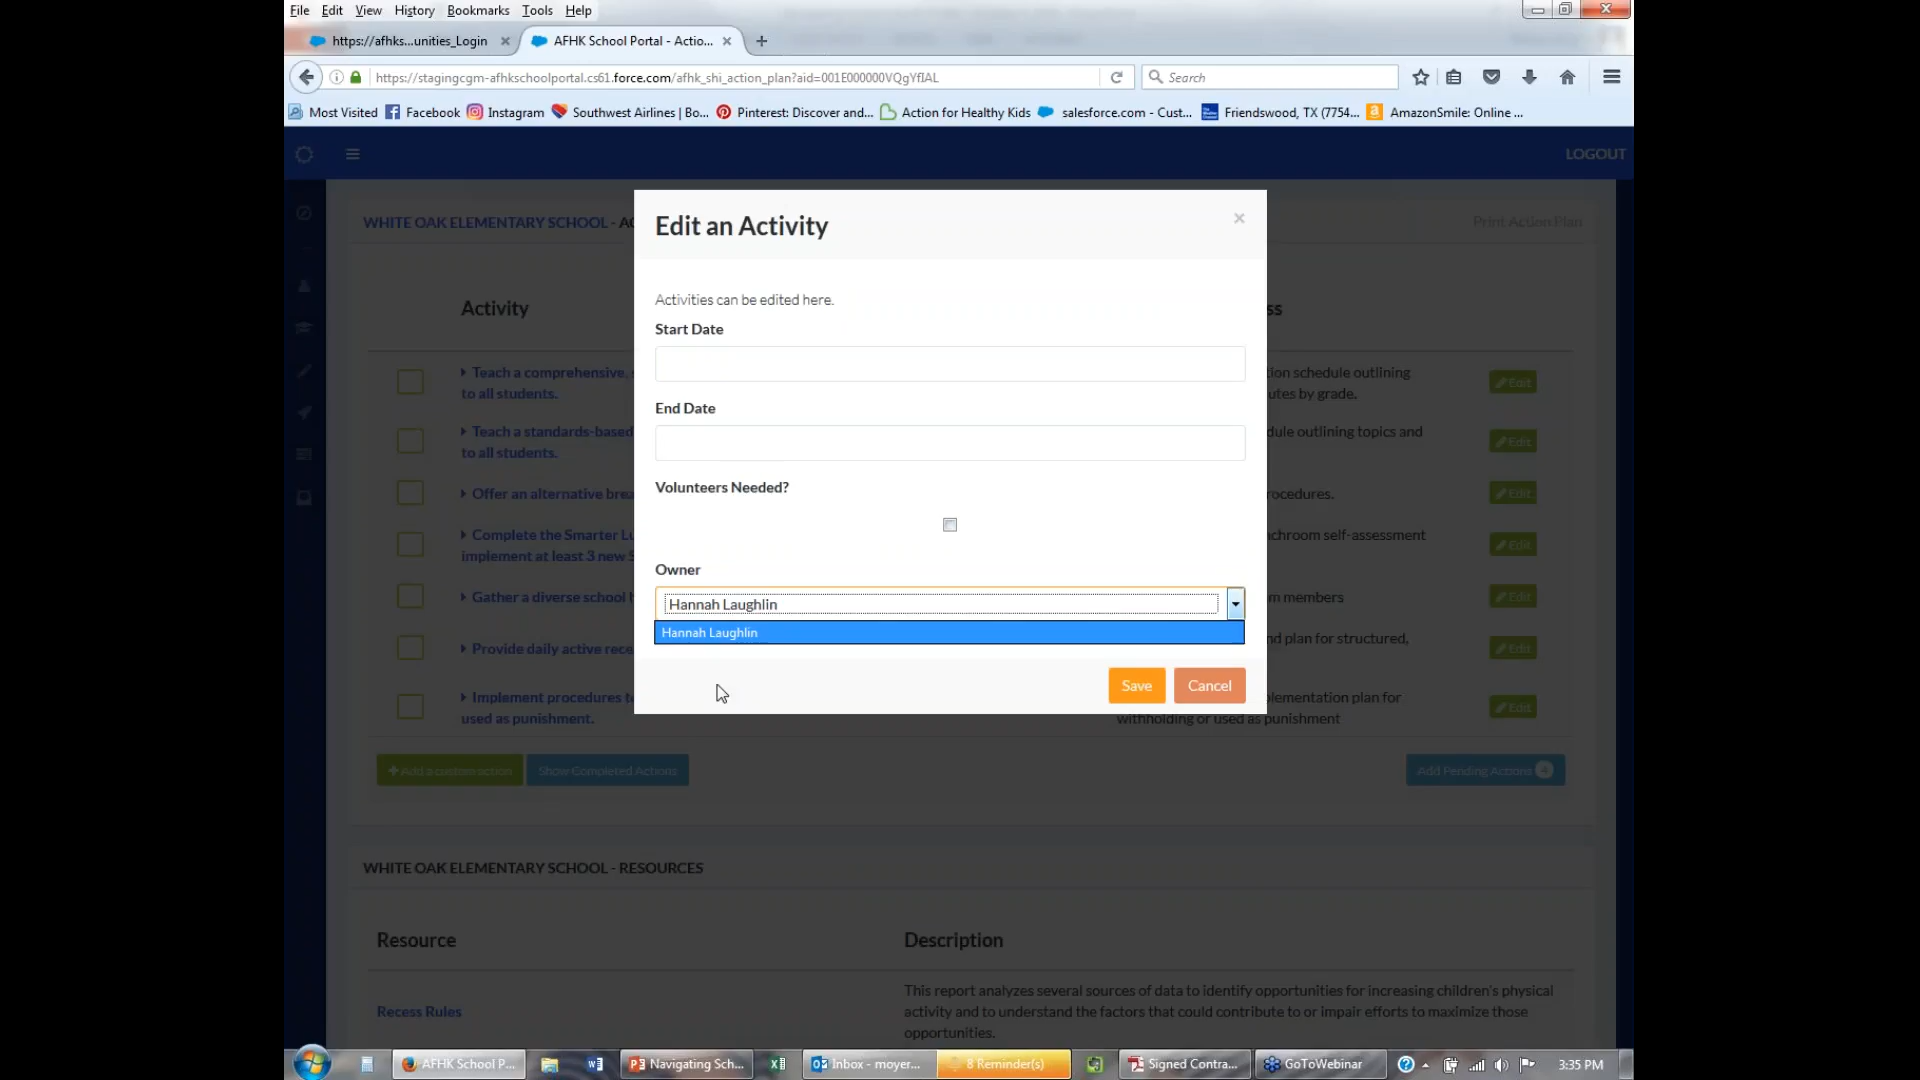 File Edit View History Bookmarks Tools Help
https://afhks...unities_Login
AFHK School Portal - Actio...
https://stagingcgm-afhkschoolportal.cs61.force.com/afhk_shi_action_plan?aid=001E000000VQgYfIAL
Search
Most Visited Facebook Instagram Southwest Airlines | Bo... Pinterest: Discover and... Action for Healthy Kids salesforce.com - Cust... Friendswood, TX (7754... AmazonSmile: Online ...
LOGOUT
WHITE OAK ELEMENTARY SCHOOL - AC
Print Action Plan
Edit an Activity
×
Activities can be edited here.
Start Date
End Date
Volunteers Needed?
Owner
Hannah Laughlin
Hannah Laughlin
Save Cancel
Activity
ss
Teach a comprehensive,
to all students.
ion schedule outlining
utes by grade.
Edit
Teach a standards-based
to all students.
dule outlining topics and
Edit
Offer an alternative brea
rocedures.
Edit
Complete the Smarter Lu
implement at least 3 new S
nchroom self-assessment
Edit
Gather a diverse school h
m members
Edit
Provide daily active rece
nd plan for structured,
Edit
Implement procedures t
used as punishment.
plementation plan for
withholding or used as punishment
Edit
Add a custom action
Show Completed Actions
Add Pending Actions
WHITE OAK ELEMENTARY SCHOOL - RESOURCES
Resource
Description
Recess Rules
This report analyzes several sources of data to identify opportunities for increasing children's physical
activity and to understand the factors that could contribute to or impair efforts to maximize those
opportunities.
AFHK School P...
Navigating Sch...
Inbox - moyer...
8 Reminder(s)
Signed Contra...
GoToWebinar
3:35 PM